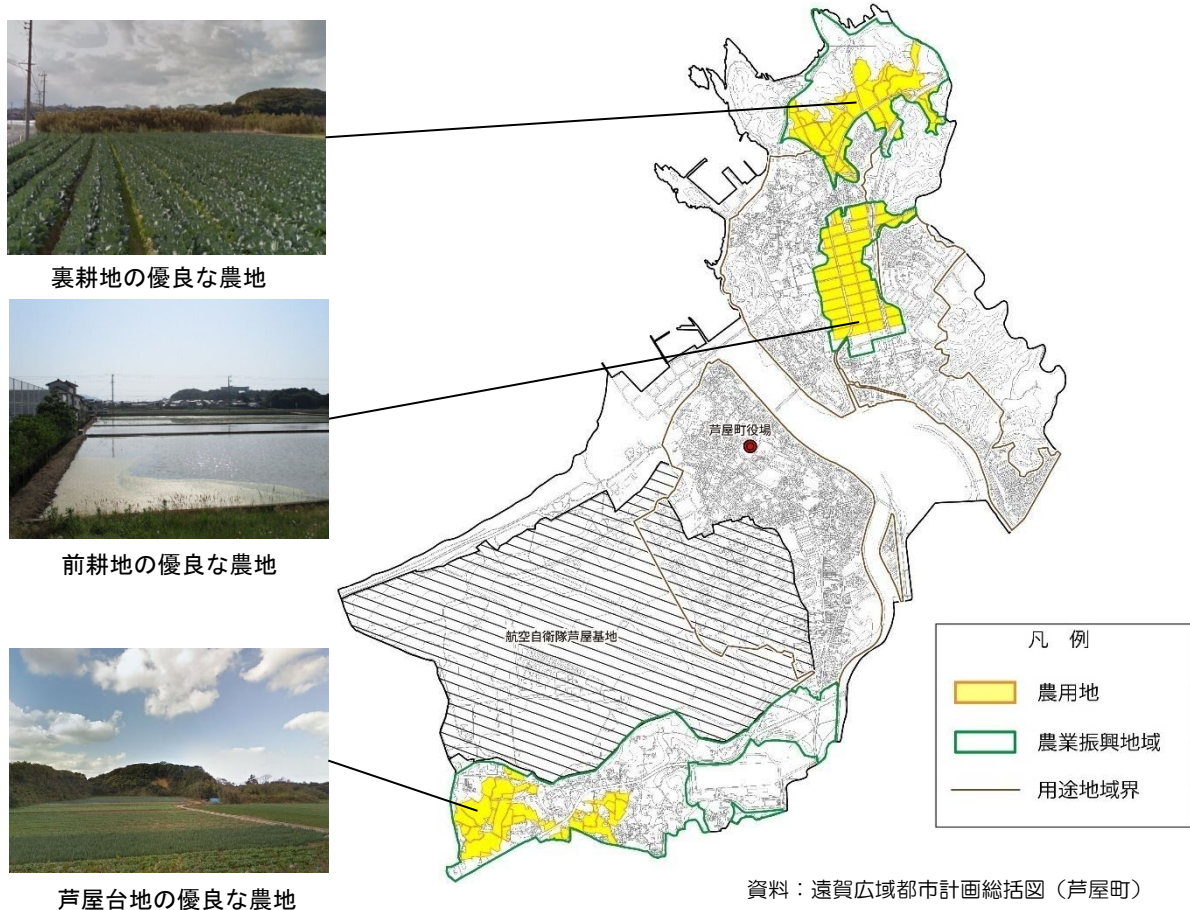 裏耕地の優良な農地
前耕地の優良な農地
芦屋町役場
航空自衛隊芦屋基地
芦屋台地の優良な農地
凡 例
農用地
農業振興地域
用途地域界
資料：遠賀広域都市計画総括図（芦屋町）